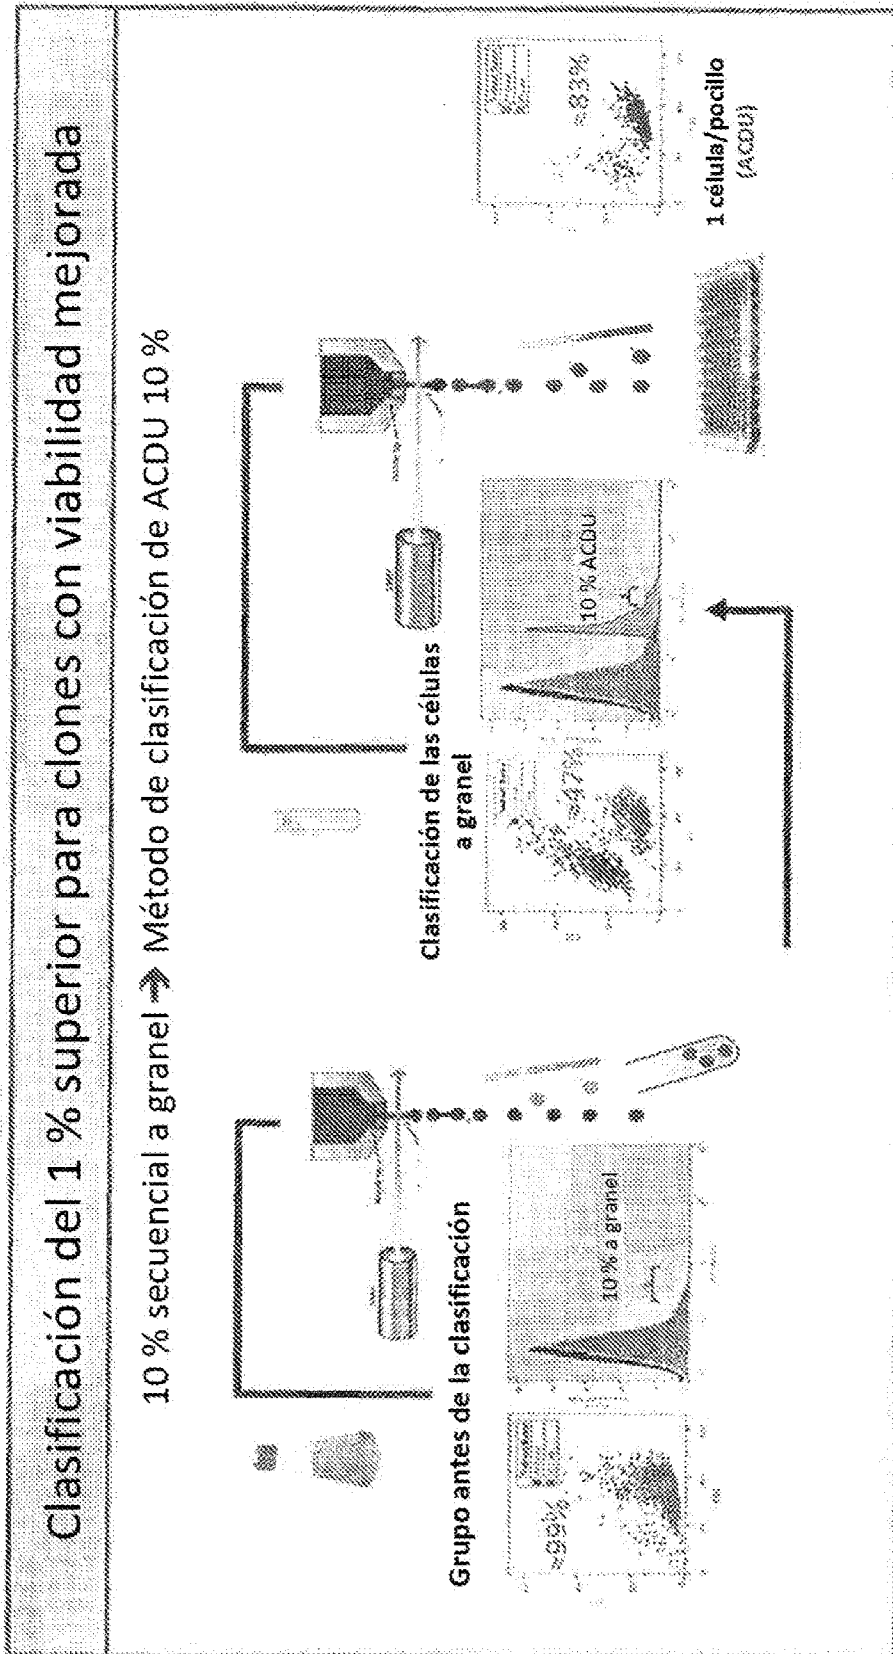 Clasificación del 1 % superior para clones con viabilidad mejorada
10 % secuencial a granel → Método de clasificación de ACDU 10 %
Grupo antes de la clasificación
≈99%
10 % a granel
Clasificación de las células
a granel
≈47%
10 % ACDU
≈83%
1 célula/pocillo
(ACDU)